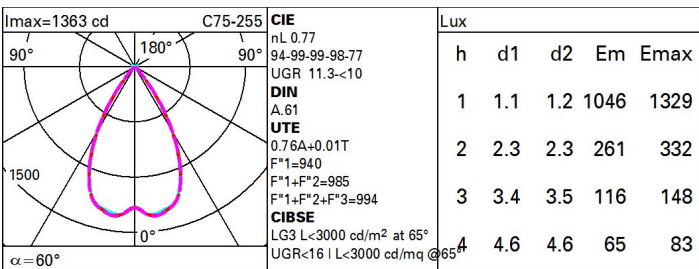 Imax=1363 cd C75-255
90° 180° 90°
1500
0°
α=60°
CIE
nL 0.77
94-99-99-98-77
UGR 11.3-<10
DIN
A.61
UTE
0.76A+0.01T
F"1=940
F"1+F"2=985
F"1+F"2+F"3=994
CIBSE
LG3 L<3000 cd/m² at 65°
UGR<16 | L<3000 cd/mq @65°
Lux
h d1 d2 Em Emax
1 1.1 1.2 1046 1329
2 2.3 2.3 261 332
3 3.4 3.5 116 148
4 4.6 4.6 65 83